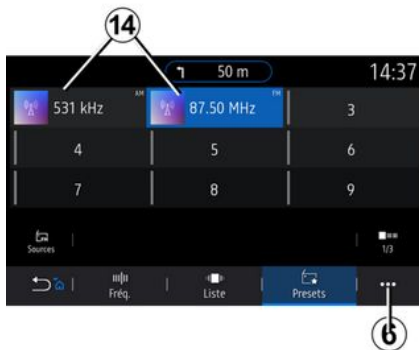 14
50 m
14:37
531 kHz
AM
87.50 MHz
FM
3
4
5
6
7
8
9
Sources
1/3
Fréq.
Liste
Presets
6